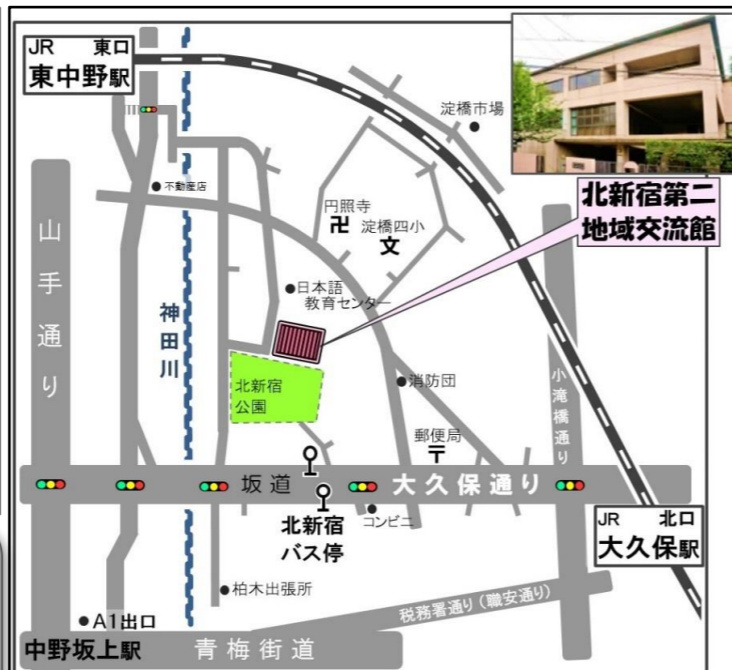 JR 東口
東中野駅
淀橋市場
不動産店
円照寺
卍
淀橋四小
文
北新宿第二
地域交流館
山手通り
神田川
日本語
教育センター
北新宿
公園
消防団
小滝橋通り
郵便局
〒
坂道
大久保通り
北新宿
バス停
コンビニ
JR 北口
大久保駅
柏木出張所
税務署通り(職安通り)
A1出口
中野坂上駅
青梅街道